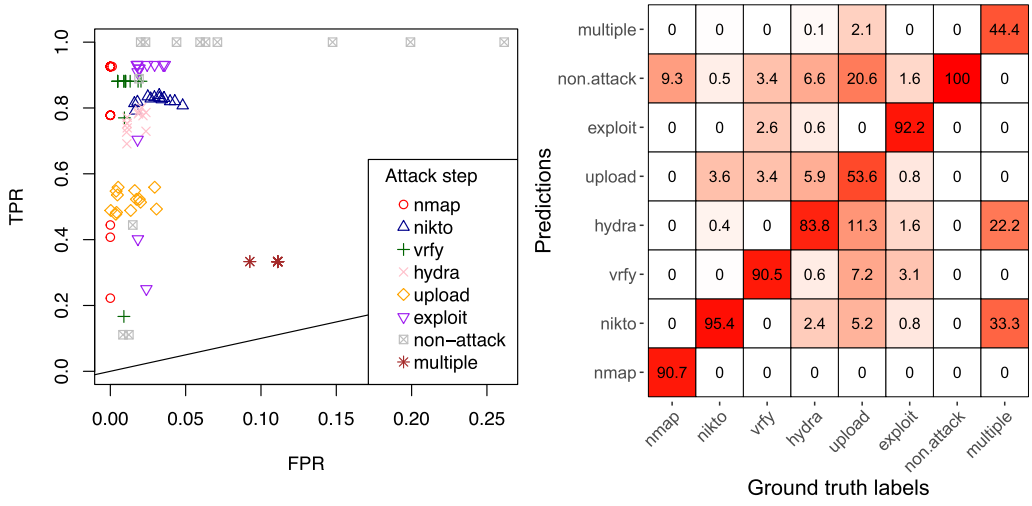 TPR
1.0
0.8
0.6
0.4
0.2
0.0
0.00
0.05
0.10
0.15
0.20
0.25
FPR
Attack step
nmap
nikto
vrfy
hydra
upload
exploit
non−attack
multiple
Predictions
multiple 0 0 0 0.1 2.1 0 0 44.4
non.attack 9.3 0.5 3.4 6.6 20.6 1.6 100 0
exploit 0 0 2.6 0.6 0 92.2 0 0
upload 0 3.6 3.4 5.9 53.6 0.8 0 0
hydra 0 0.4 0 83.8 11.3 1.6 0 22.2
vrfy 0 0 90.5 0.6 7.2 3.1 0 0
nikto 0 95.4 0 2.4 5.2 0.8 0 33.3
nmap 90.7 0 0 0 0 0 0 0
nmap nikto vrfy hydra upload exploit non.attack multiple
Ground truth labels